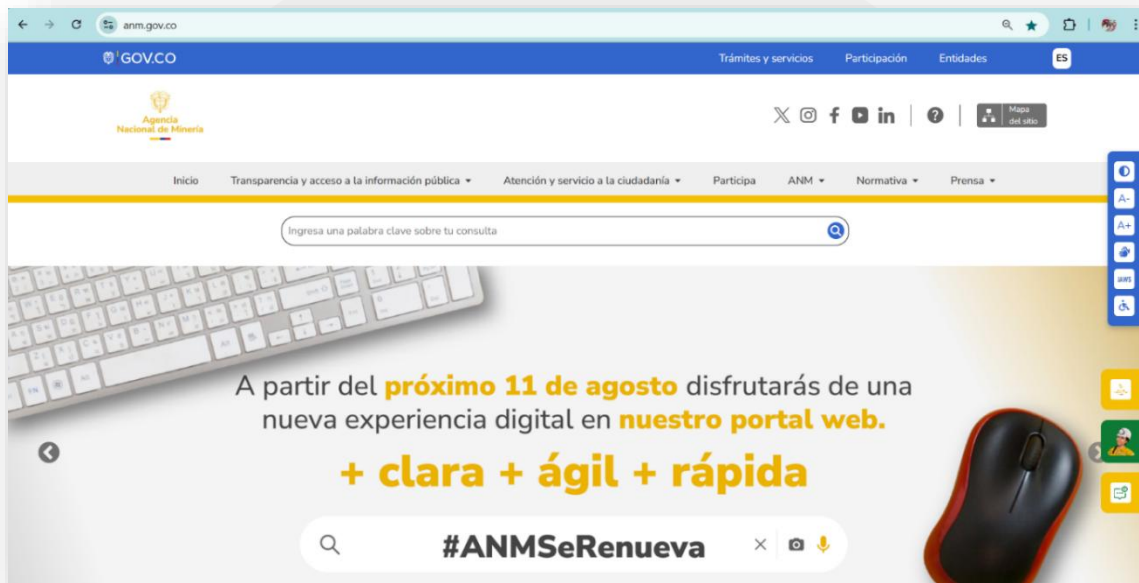 anm.gov.co
GOV.CO
Trámites y servicios
Participación
Entidades
ES
Agencia
Nacional de Minería
Mapa
del sitio
Inicio
Transparencia y acceso a la información pública
Atención y servicio a la ciudadanía
Participa
ANM
Normativa
Prensa
A-
A+
Ingresa una palabra clave sobre tu consulta
A partir del próximo 11 de agosto disfrutarás de una
nueva experiencia digital en nuestro portal web.
+ clara + ágil + rápida
#ANMSeRenueva